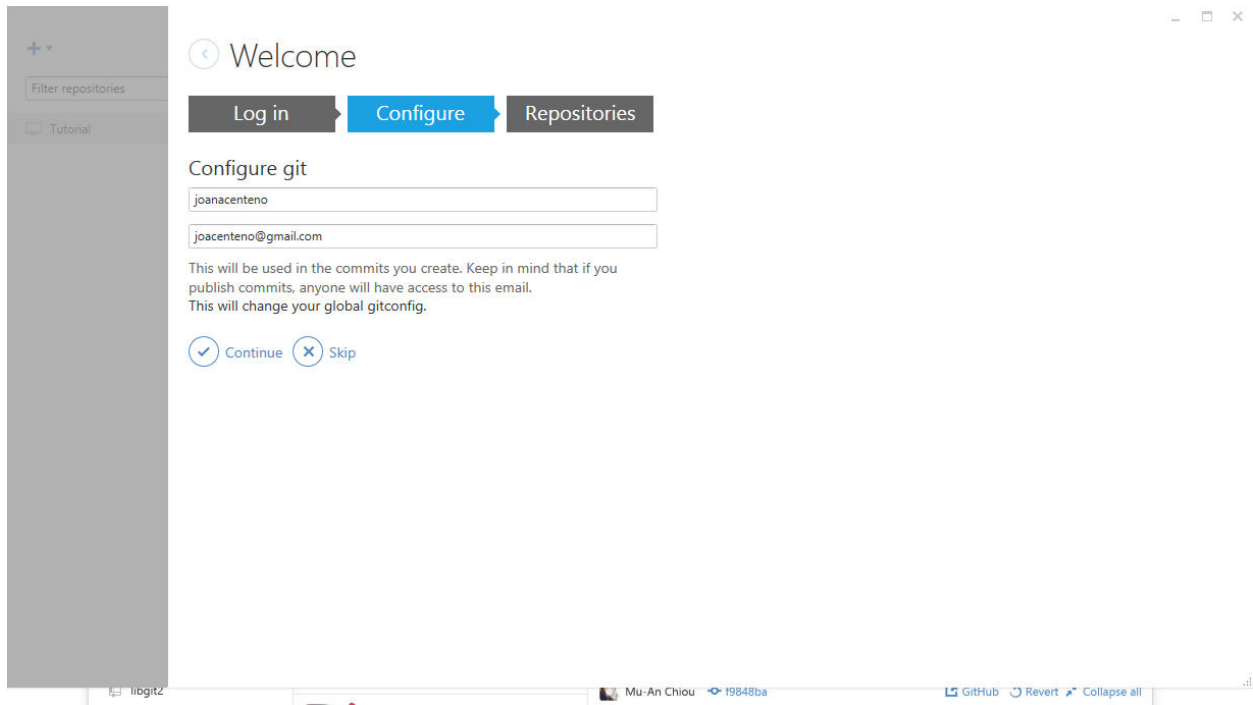 Welcome
Filter repositories
Tutorial
Log in
Configure
Repositories
Configure git
joanacenteno
joacenteno@gmail.com
This will be used in the commits you create. Keep in mind that if you
publish commits, anyone will have access to this email.
This will change your global gitconfig.
Continue
Skip
libgit2
Mu-An Chiou
f9848ba
GitHub
Revert
Collapse all